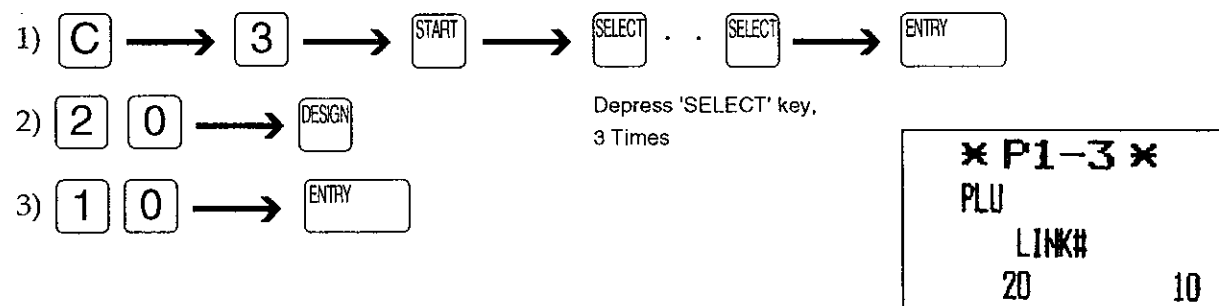 1) C → 3 → START → SELECT · · SELECT → ENTRY
Depress 'SELECT' key,
3 Times
2) 2 0 → DESIGN
3) 1 0 → ENTRY
* P1-3 *
PLU
LINK#
20 10